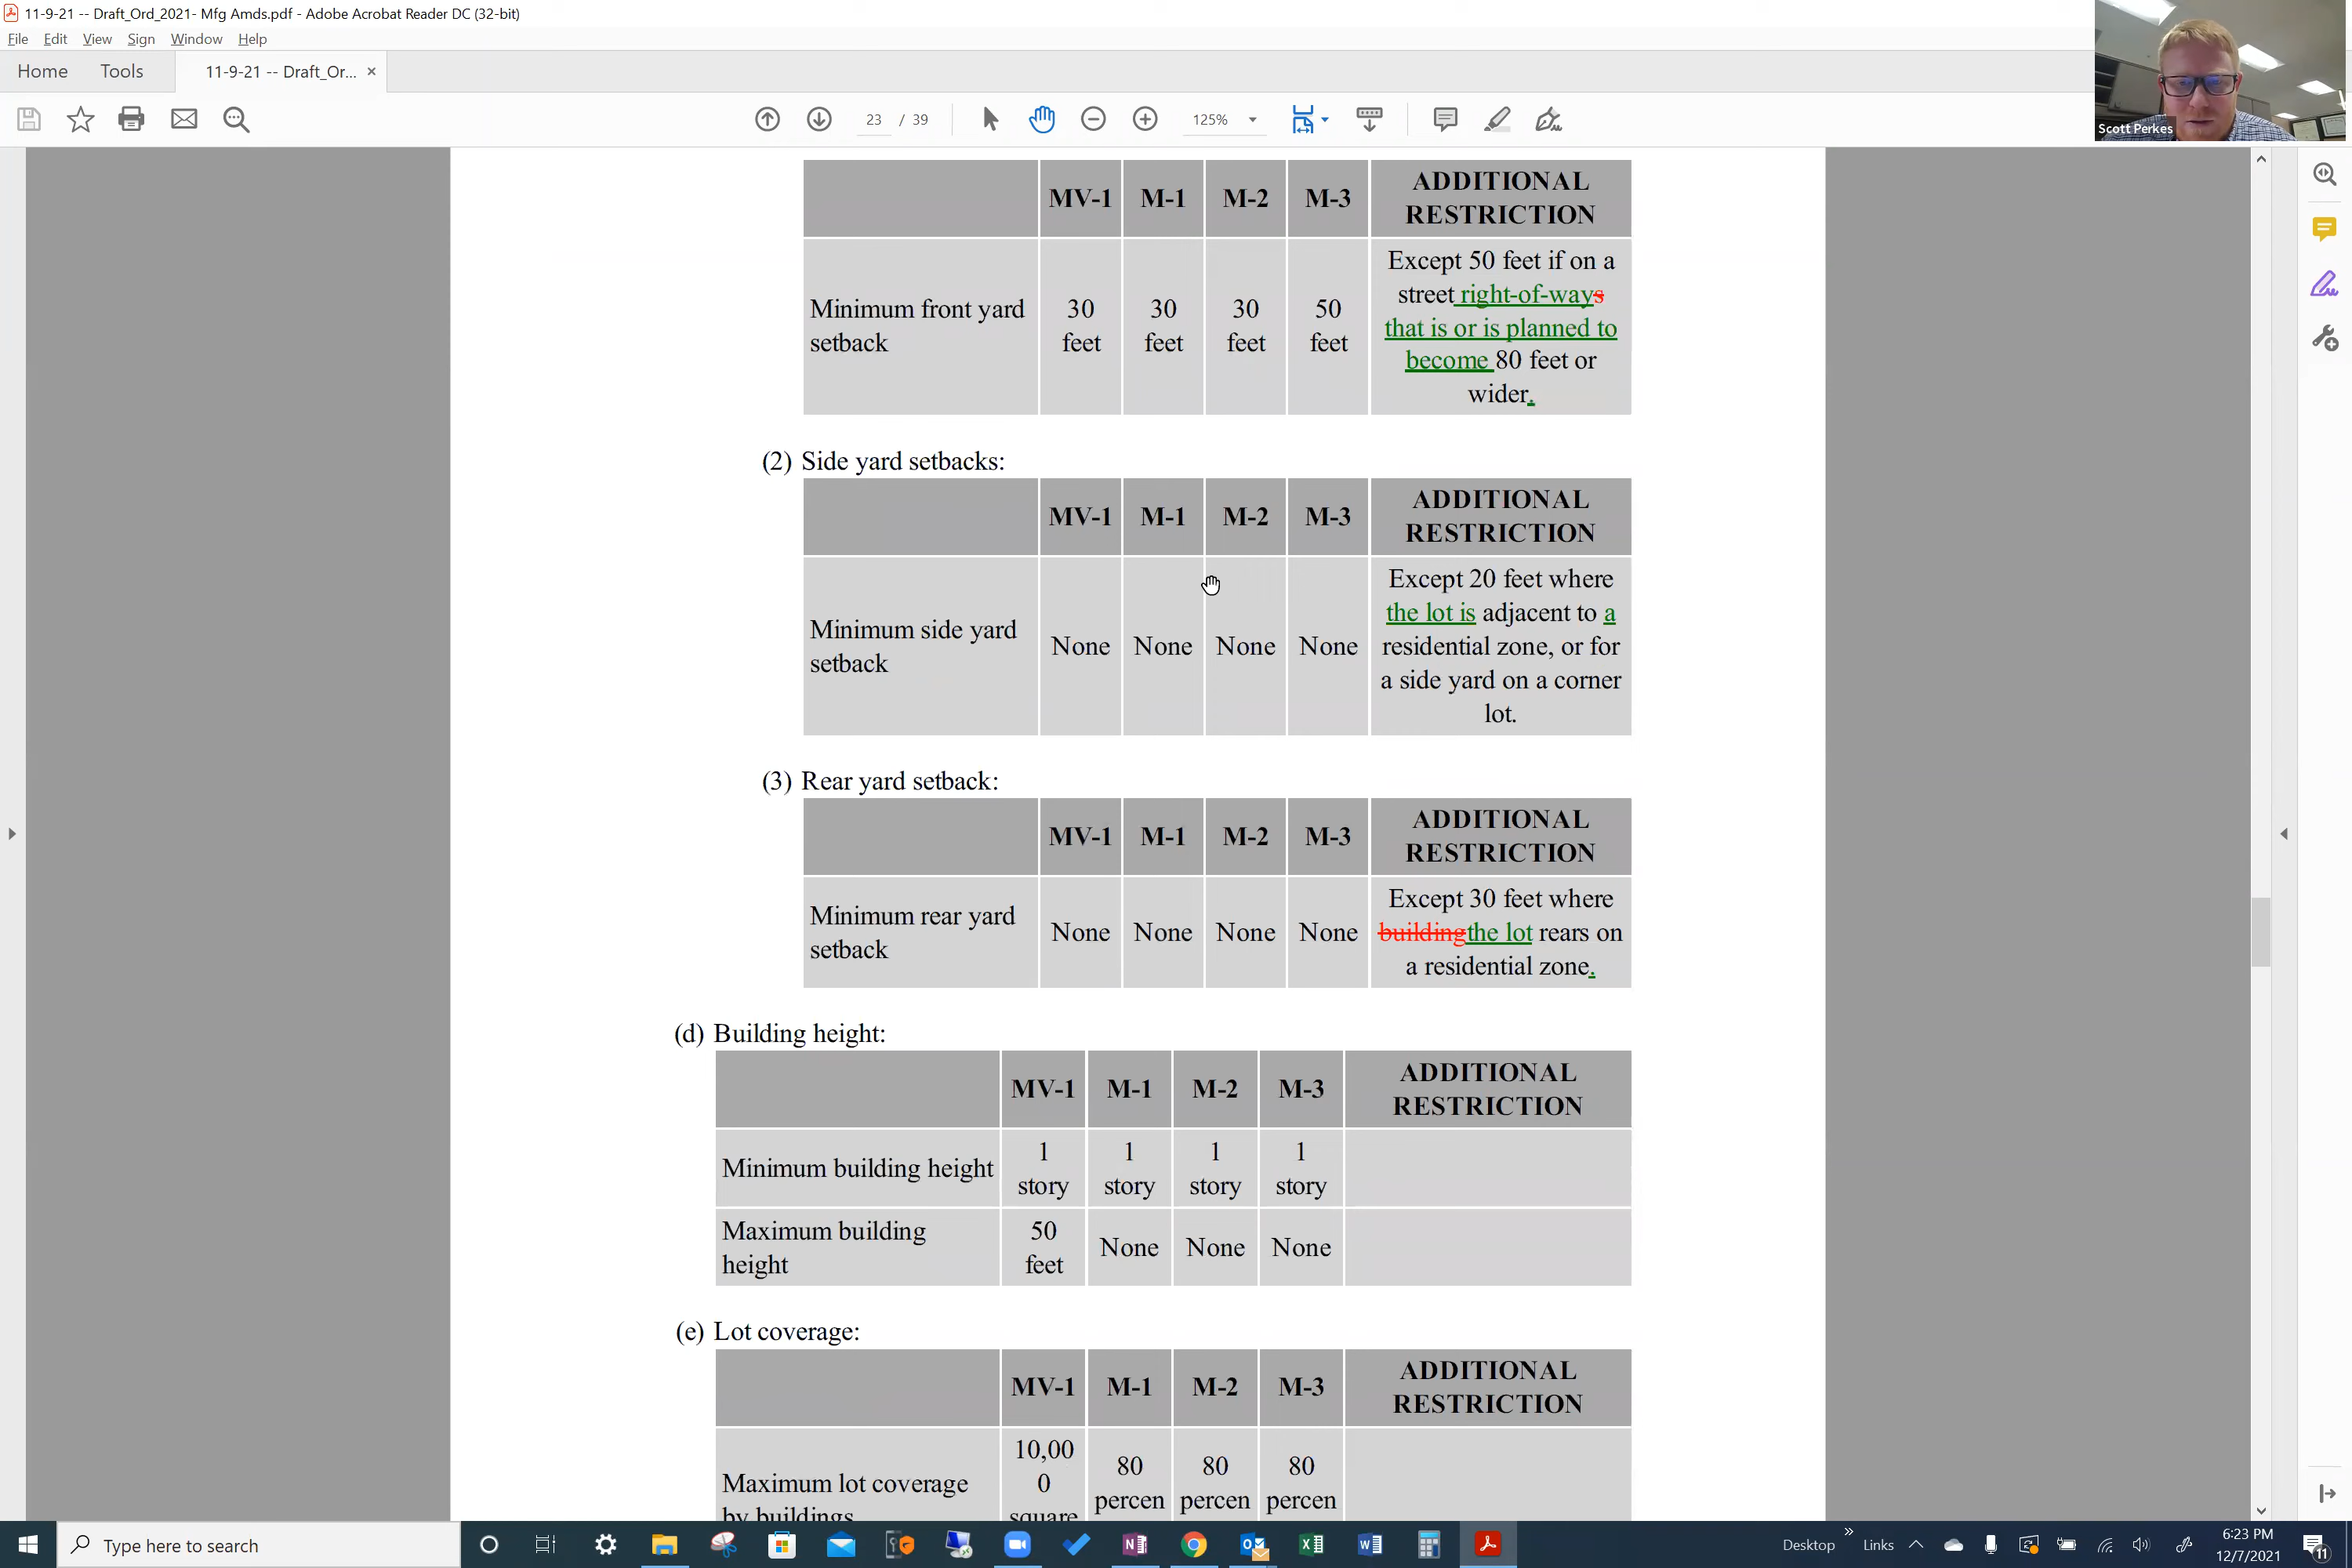 11-9-21 -- Draft_Ord_2021- Mfg Amds.pdf - Adobe Acrobat Reader DC (32-bit)
File Edit View Sign Window Help
Home Tools 11-9-21 -- Draft_Or... ×
23 / 39 125%
Scott Perkes
MV-1 M-1 M-2 M-3 ADDITIONAL
RESTRICTION
Minimum front yard
setback
30
feet
30
feet
30
feet
50
feet
Except 50 feet if on a
street right-of-ways
that is or is planned to
become 80 feet or
wider.
(2) Side yard setbacks:
MV-1 M-1 M-2 M-3 ADDITIONAL
RESTRICTION
Minimum side yard
setback
None None None None
Except 20 feet where
the lot is adjacent to a
residential zone, or for
a side yard on a corner
lot.
(3) Rear yard setback:
MV-1 M-1 M-2 M-3 ADDITIONAL
RESTRICTION
Minimum rear yard
setback
None None None None
Except 30 feet where
buildingthe lot rears on
a residential zone.
(d) Building height:
MV-1 M-1 M-2 M-3 ADDITIONAL
RESTRICTION
Minimum building height
1
story
1
story
1
story
1
story
Maximum building
height
50
feet
None None None
(e) Lot coverage:
MV-1 M-1 M-2 M-3 ADDITIONAL
RESTRICTION
Maximum lot coverage
by buildings
10,00
0
square
80
percen
80
percen
80
percen
Type here to search
Desktop » Links
6:23 PM
12/7/2021
11